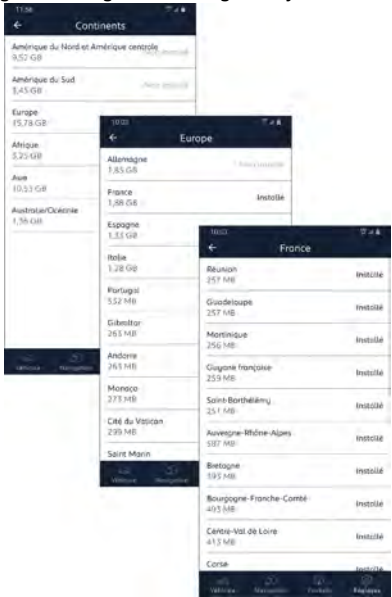 11:56
Continents
Amérique du Nord et Amérique centrale
9,52 GB
Amérique du Sud
3,45 GB
Europe
15,78 GB
Afrique
5,25 GB
Asie
10,53 GB
Australie/Océanie
1,36 GB
Véhicule Navigation
10:03
Europe
Allemagne
1,85 GB
France
1,88 GB
Installé
Espagne
1,33 GB
Italie
1,28 GB
Portugal
532 MB
Gibraltar
263 MB
Andorre
263 MB
Monaco
273 MB
Cité du Vatican
299 MB
Saint Marin
Véhicule Navigation
10:03
France
Réunion
257 MB
Installé
Guadeloupe
257 MB
Installé
Martinique
256 MB
Installé
Guyane française
259 MB
Installé
Saint-Barthélémy
251 MB
Installé
Auvergne-Rhône-Alpes
587 MB
Installé
Bretagne
393 MB
Installé
Bourgogne-Franche-Comté
403 MB
Installé
Centre-Val de Loire
413 MB
Installé
Corse
Installé
Véhicule Navigation Produits Réglages